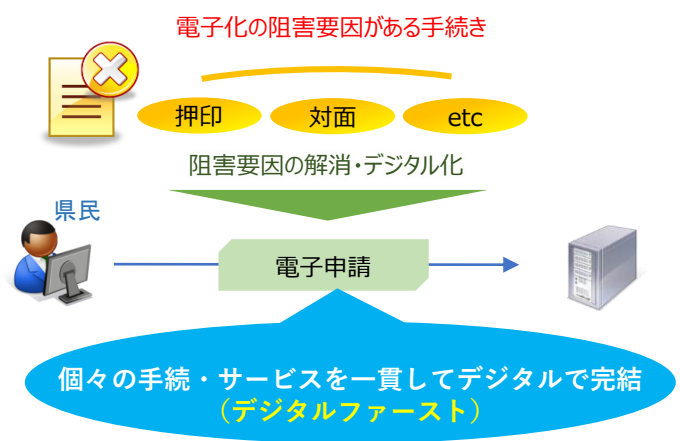 電子化の阻害要因がある手続き
押印
対面
etc
阻害要因の解消・デジタル化
県民
電子申請
個々の手続・サービスを一貫してデジタルで完結
（デジタルファースト）